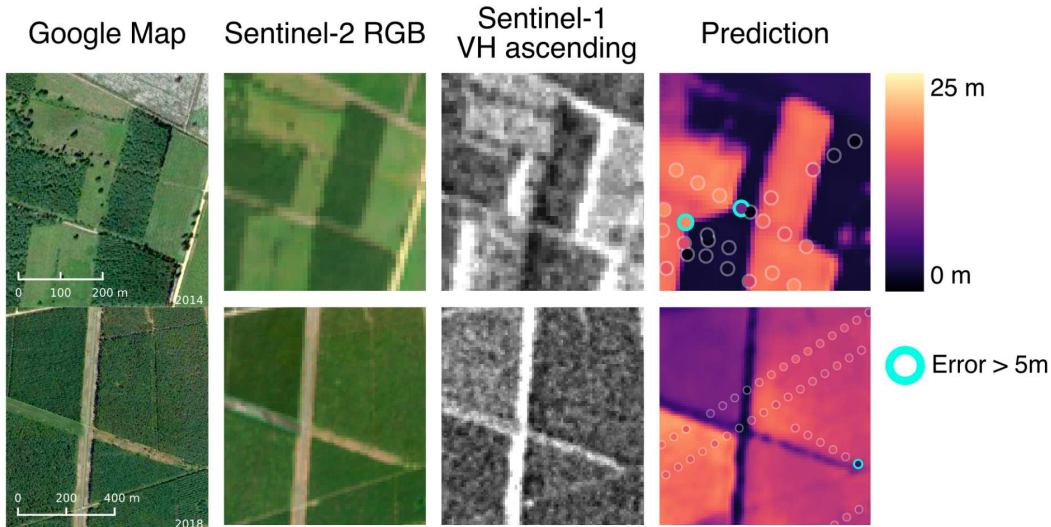 Google Map
Sentinel-2 RGB
Sentinel-1
VH ascending
Prediction
25 m
0 m
0 100 200 m
2014
Error > 5m
0 200 400 m
2018